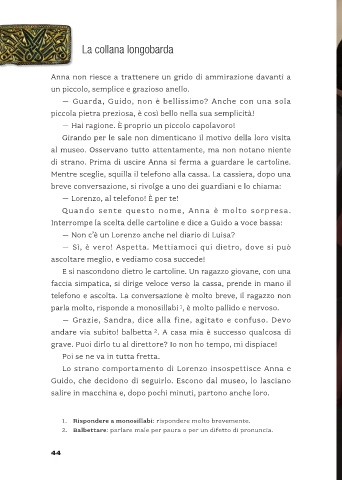 La collana longobarda
Anna non riesce a trattenere un grido di ammirazione davanti a
un piccolo, semplice e grazioso anello.
— Guarda, Guido, non è bellissimo? Anche con una sola
piccola pietra preziosa, è così bello nella sua semplicità!
— Hai ragione. È proprio un piccolo capolavoro!
Girando per le sale non dimenticano il motivo della loro visita
al museo. Osservano tutto attentamente, ma non notano niente
di strano. Prima di uscire Anna si ferma a guardare le cartoline.
Mentre sceglie, squilla il telefono alla cassa. La cassiera, dopo una
breve conversazione, si rivolge a uno dei guardiani e lo chiama:
— Lorenzo, al telefono! È per te!
Quando sente questo nome, Anna è molto sorpresa.
Interrompe la scelta delle cartoline e dice a Guido a voce bassa:
— Non c'è un Lorenzo anche nel diario di Luisa?
— Sì, è vero! Aspetta. Mettiamoci qui dietro, dove si può
ascoltare meglio, e vediamo cosa succede!
E si nascondono dietro le cartoline. Un ragazzo giovane, con una
faccia simpatica, si dirige veloce verso la cassa, prende in mano il
telefono e ascolta. La conversazione è molto breve, il ragazzo non
parla molto, risponde a monosillabi 1, è molto pallido e nervoso.
— Grazie, Sandra, dice alla fine, agitato e confuso. Devo
andare via subito! balbetta 2. A casa mia è successo qualcosa di
grave. Puoi dirlo tu al direttore? Io non ho tempo, mi dispiace!
Poi se ne va in tutta fretta.
Lo strano comportamento di Lorenzo insospettisce Anna e
Guido, che decidono di seguirlo. Escono dal museo, lo lasciano
salire in macchina e, dopo pochi minuti, partono anche loro.
1. Rispondere a monosillabi: rispondere molto brevemente.
2. Balbettare: parlare male per paura o per un difetto di pronuncia.
44